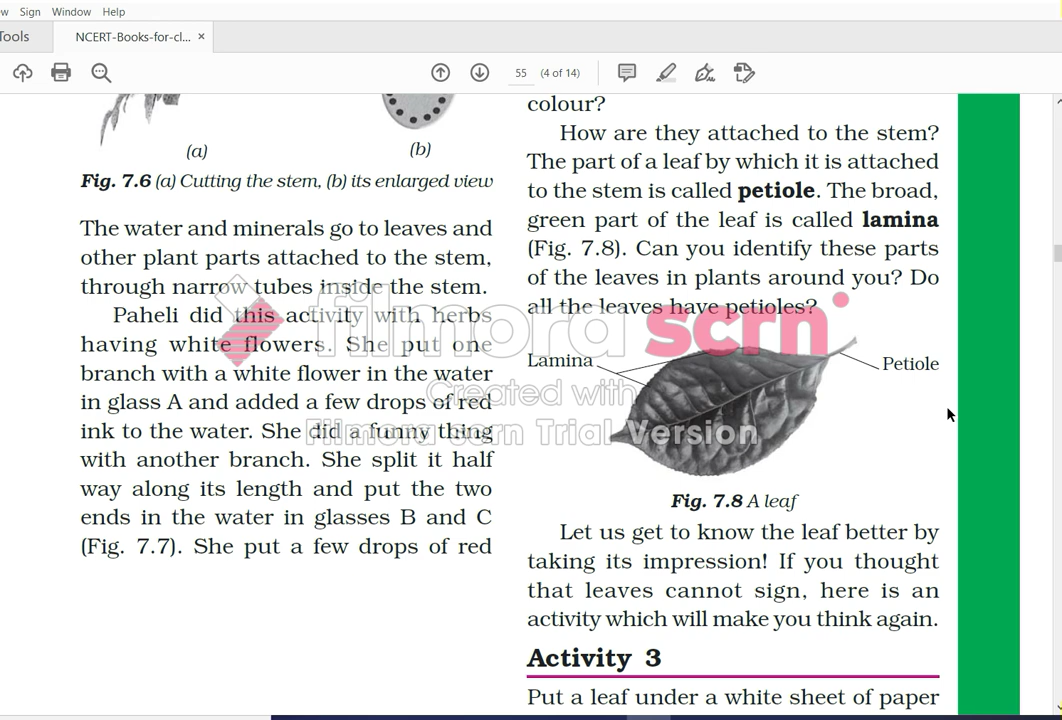 ew Sign Window Help
Tools NCERT-Books-for-cl... ×
55 (4 of 14)
(a) (b)
Fig. 7.6 (a) Cutting the stem, (b) its enlarged view
The water and minerals go to leaves and
other plant parts attached to the stem,
through narrow tubes inside the stem.
Paheli did this activity with herbs
having white flowers. She put one
branch with a white flower in the water
in glass A and added a few drops of red
ink to the water. She did a funny thing
with another branch. She split it half
way along its length and put the two
ends in the water in glasses B and C
(Fig. 7.7). She put a few drops of red
colour?
How are they attached to the stem?
The part of a leaf by which it is attached
to the stem is called petiole. The broad,
green part of the leaf is called lamina
(Fig. 7.8). Can you identify these parts
of the leaves in plants around you? Do
all the leaves have petioles?
Lamina
Petiole
Fig. 7.8 A leaf
Let us get to know the leaf better by
taking its impression! If you thought
that leaves cannot sign, here is an
activity which will make you think again.
Activity 3
Put a leaf under a white sheet of paper
filmora scrn
Created with
Filmora scrn Trial Version